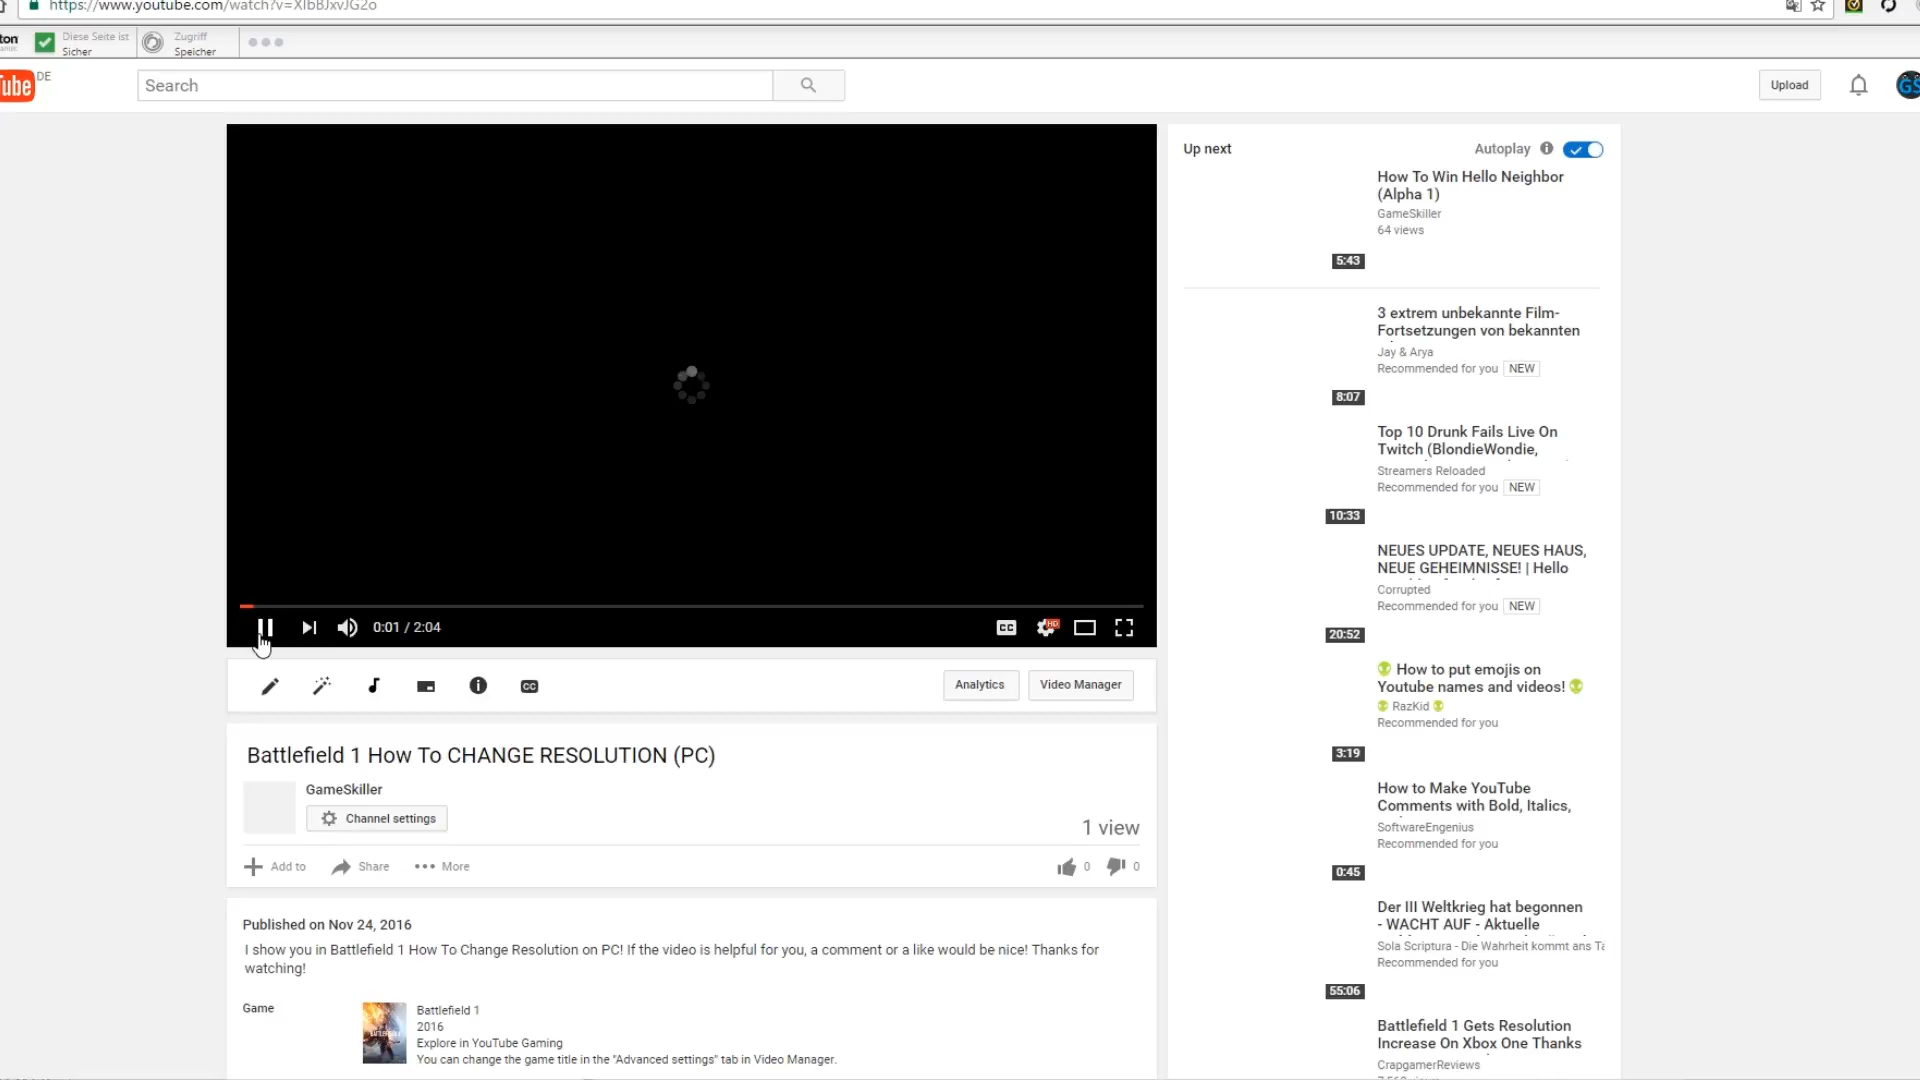 https://www.youtube.com/watch?v=XIbBJxvJG2o
ton
Diese Seite ist
Sicher
Zugriff
Speicher
Tube
DE
Search
Upload
GS
Up next
Autoplay
How To Win Hello Neighbor
(Alpha 1)
GameSkiller
64 views
5:43
3 extrem unbekannte Film-
Fortsetzungen von bekannten
Jay & Arya
Recommended for you NEW
8:07
Top 10 Drunk Fails Live On
Twitch (BlondieWondie,
Streamers Reloaded
Recommended for you NEW
10:33
NEUES UPDATE, NEUES HAUS,
NEUE GEHEIMNISSE! | Hello
Corrupted
Recommended for you NEW
20:52
How to put emojis on
Youtube names and videos!
RazKid
Recommended for you
3:19
How to Make YouTube
Comments with Bold, Italics,
SoftwareEngenius
Recommended for you
0:45
Der III Weltkrieg hat begonnen
- WACHT AUF - Aktuelle
Sola Scriptura - Die Wahrheit kommt ans Ta
Recommended for you
55:06
Battlefield 1 Gets Resolution
Increase On Xbox One Thanks
CrapgamerReviews
0:01 / 2:04
CC
HD
CC
Analytics
Video Manager
Battlefield 1 How To CHANGE RESOLUTION (PC)
GameSkiller
Channel settings
1 view
Add to
Share
More
0
0
Published on Nov 24, 2016
I show you in Battlefield 1 How To Change Resolution on PC! If the video is helpful for you, a comment or a like would be nice! Thanks for
watching!
Game
Battlefield 1
2016
Explore in YouTube Gaming
You can change the game title in the "Advanced settings" tab in Video Manager.